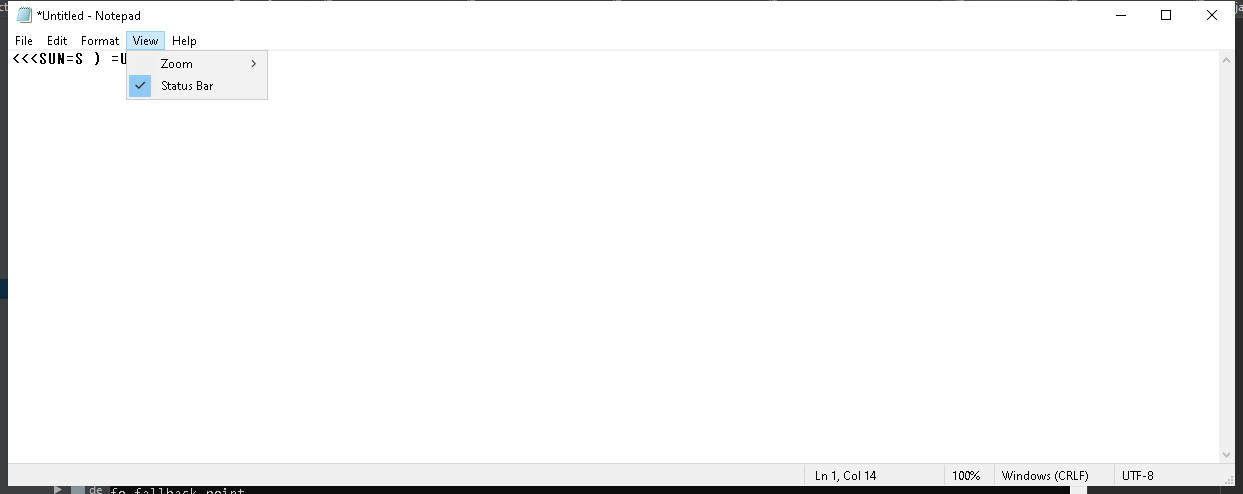 *Untitled - Notepad
File Edit Format View Help
<<<SUN=S ) =U
Zoom
Status Bar
Ln 1, Col 14
100%
Windows (CRLF)
UTF-8
de fo fallback point